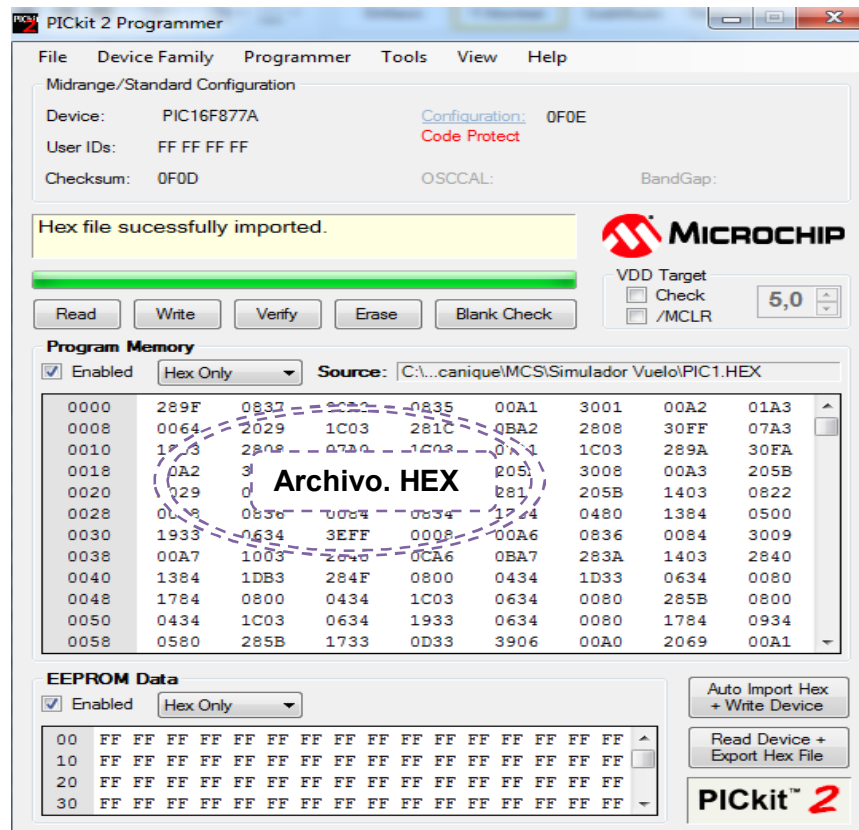 PICkit 2 Programmer
File Device Family Programmer Tools View Help
Midrange/Standard Configuration
Device: PIC16F877A Configuration: 0F0E
User IDs: FF FF FF FF Code Protect
Checksum: 0F0D OSCCAL: BandGap:
Hex file sucessfully imported.
MICROCHIP
VDD Target
Check
/MCLR
5,0
Read Write Verify Erase Blank Check
Program Memory
Enabled Hex Only Source: C:\...canique\MCS\Simulador Vuelo\PIC1.HEX
0000 289F 0837 0835 00A1 3001 00A2 01A3
0008 0064 2029 1C03 281C 0BA2 2808 30FF 07A3
0010 2808 07A0 1C03 1C03 289A 30FA
0018 3008 00A3 205B
0020 205B 1403 0822
0028 0836 0084 0834 0480 1384 0500
0030 1933 0634 3EFF 0008 00A6 0836 0084 3009
0038 00A7 1003 2840 0CA6 0BA7 283A 1403 2840
0040 1384 1DB3 284F 0800 0434 1D33 0634 0080
0048 1784 0800 0434 1C03 0634 0080 285B 0800
0050 0434 1C03 0634 1933 0634 0080 1784 0934
0058 0580 285B 1733 0D33 3906 00A0 2069 00A1
Archivo. HEX
EEPROM Data
Enabled Hex Only
00 FF FF FF FF FF FF FF FF FF FF FF FF FF FF FF FF
10 FF FF FF FF FF FF FF FF FF FF FF FF FF FF FF FF
20 FF FF FF FF FF FF FF FF FF FF FF FF FF FF FF FF
30 FF FF FF FF FF FF FF FF FF FF FF FF FF FF FF FF
Auto Import Hex
+ Write Device
Read Device +
Export Hex File
PICkit™ 2